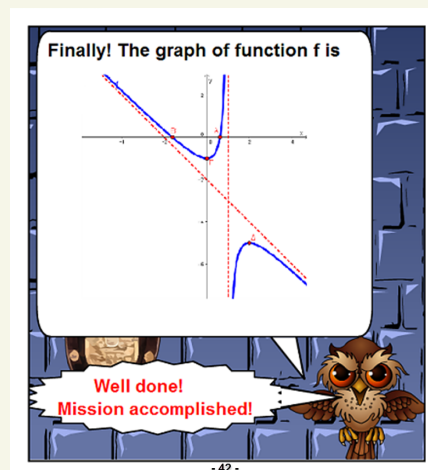 Finally! The graph of function f is
Well done!
Mission accomplished!
- 42 -